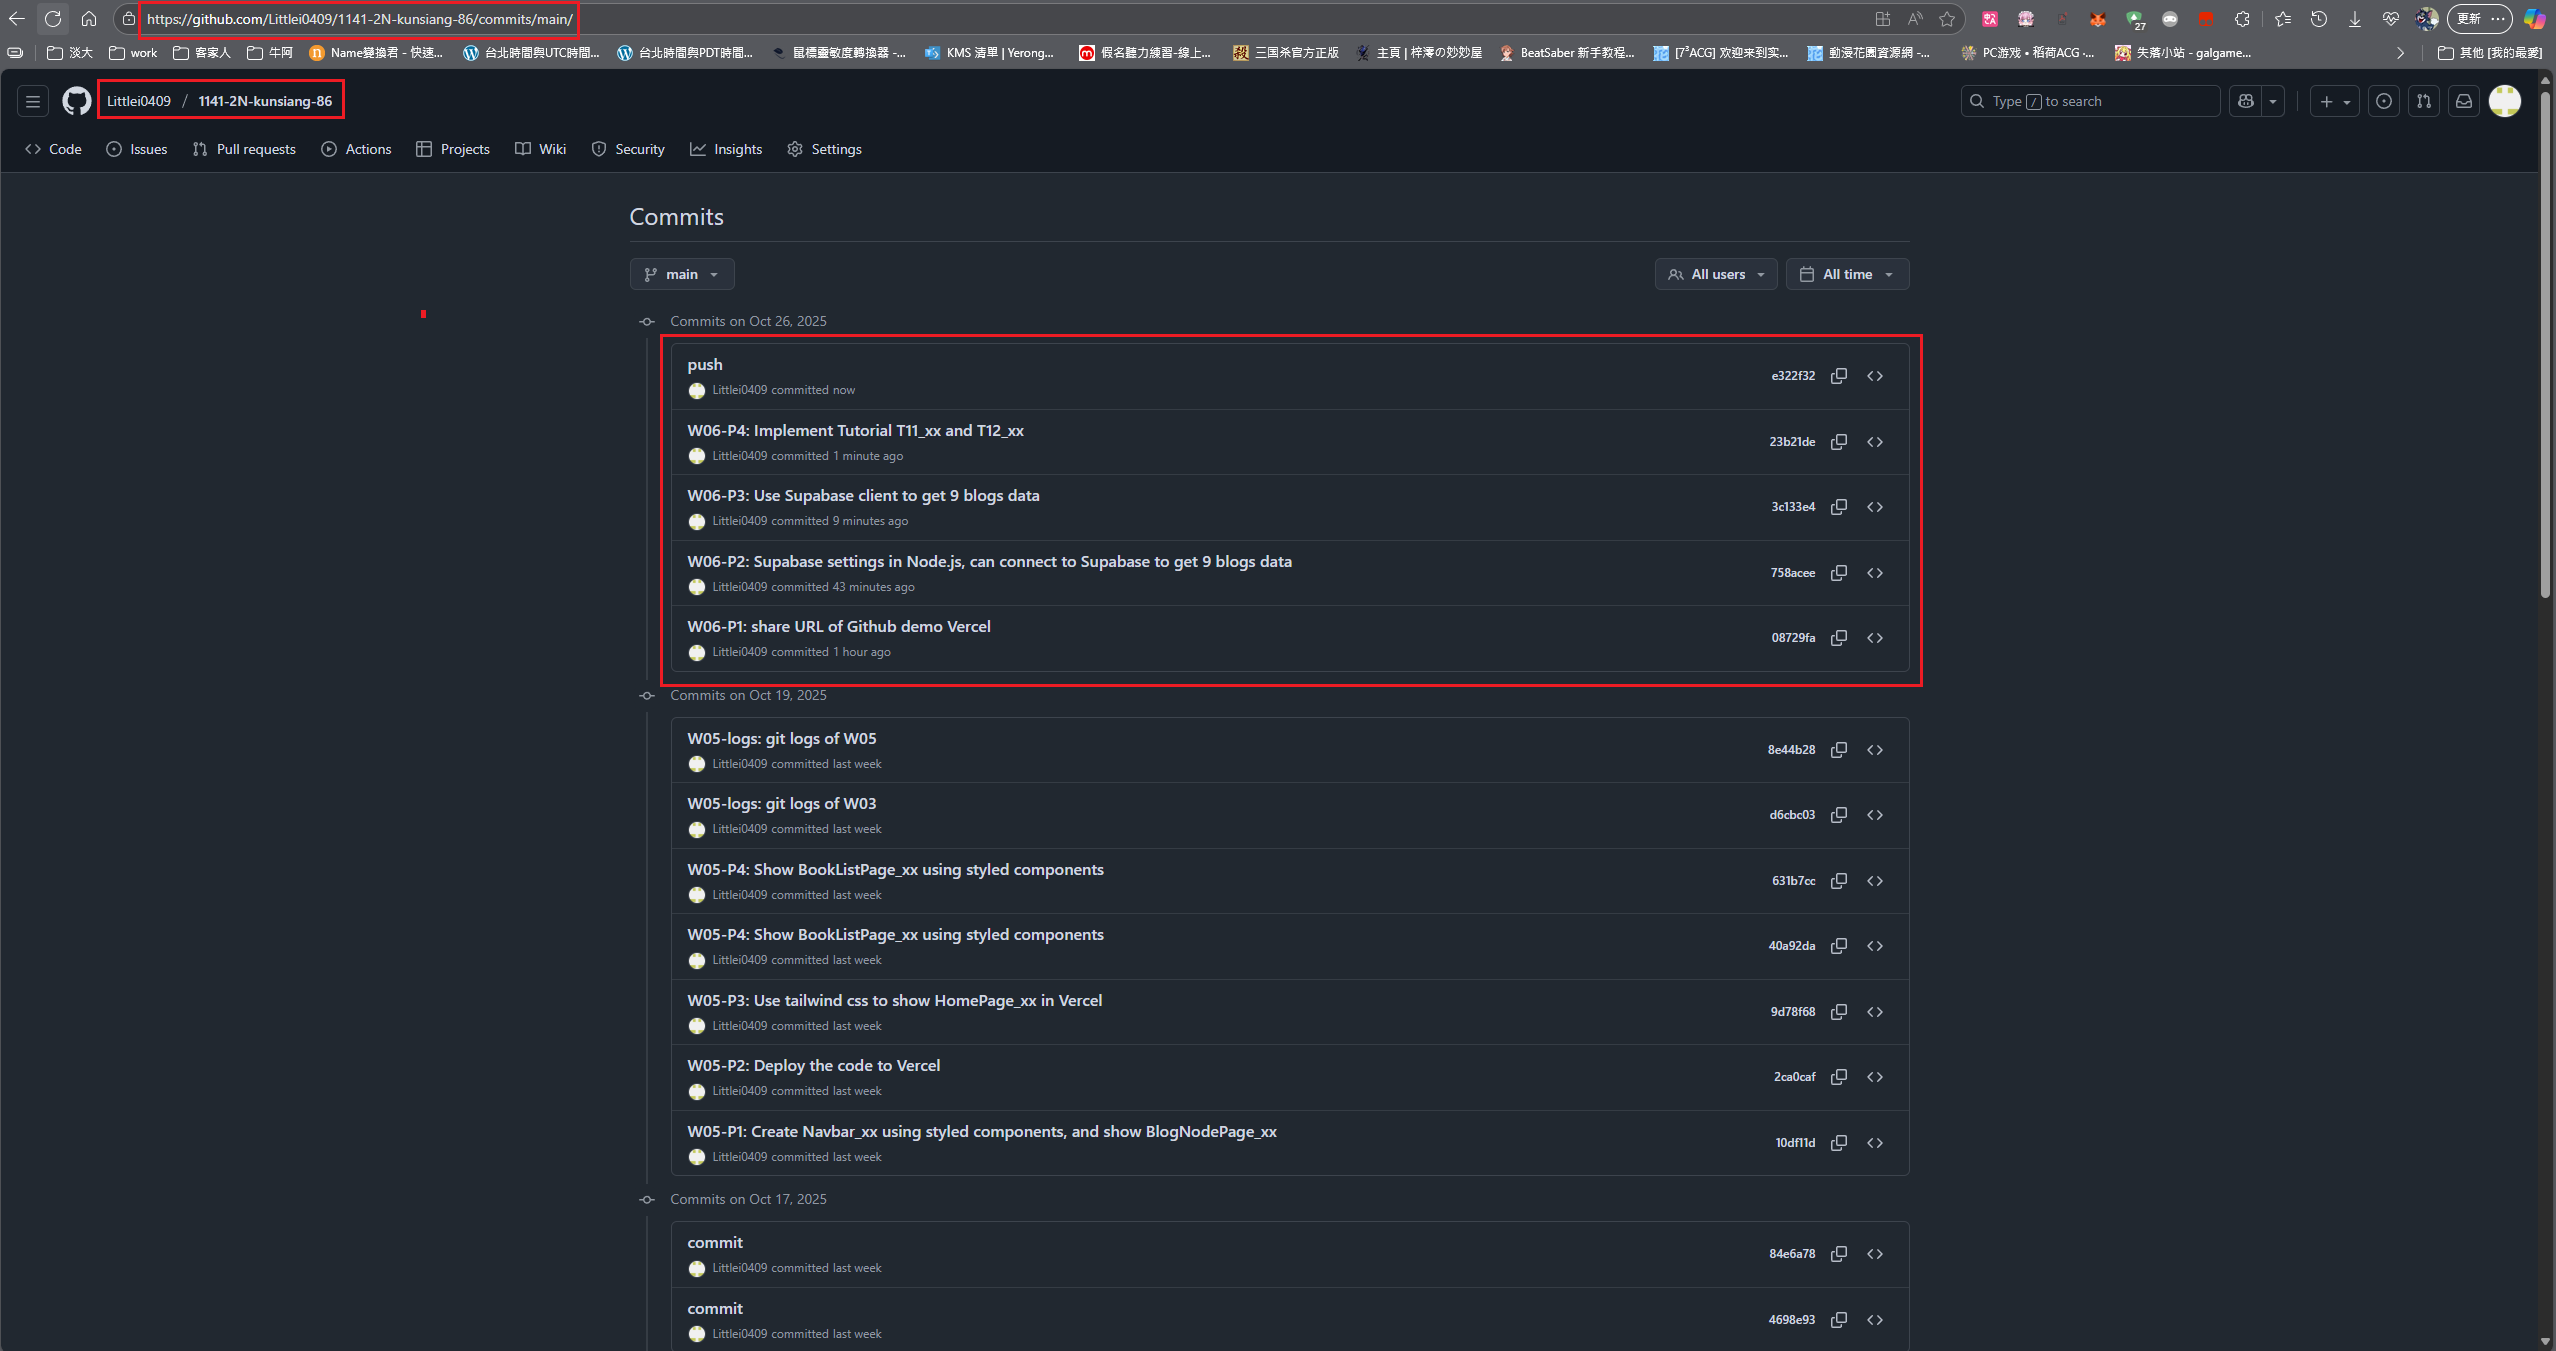 https://github.com/Littlei0409/1141-2N-kunsiang-86/commits/main/
27
更新
淡大
work
客家人
牛阿
Name變換君 - 快速...
台北時間與UTC時間...
台北時間與PDT時間...
鼠標靈敏度轉換器 -...
KMS 清單 | Yerong...
假名聽力練習-線上...
三国杀官方正版
主頁 | 梓澪の妙妙屋
BeatSaber 新手教程...
[7³ACG] 欢迎来到实...
動漫花園資源網 -...
PC游戏 • 稻荷ACG -...
失落小站 - galgame...
其他 [我的最愛]
Littlei0409 / 1141-2N-kunsiang-86
Type / to search
Code
Issues
Pull requests
Actions
Projects
Wiki
Security
Insights
Settings
Commits
main
All users
All time
Commits on Oct 26, 2025
push
Littlei0409 committed now
e322f32
W06-P4: Implement Tutorial T11_xx and T12_xx
Littlei0409 committed 1 minute ago
23b21de
W06-P3: Use Supabase client to get 9 blogs data
Littlei0409 committed 9 minutes ago
3c133e4
W06-P2: Supabase settings in Node.js, can connect to Supabase to get 9 blogs data
Littlei0409 committed 43 minutes ago
758acee
W06-P1: share URL of Github demo Vercel
Littlei0409 committed 1 hour ago
08729fa
Commits on Oct 19, 2025
W05-logs: git logs of W05
Littlei0409 committed last week
8e44b28
W05-logs: git logs of W03
Littlei0409 committed last week
d6cbc03
W05-P4: Show BookListPage_xx using styled components
Littlei0409 committed last week
631b7cc
W05-P4: Show BookListPage_xx using styled components
Littlei0409 committed last week
40a92da
W05-P3: Use tailwind css to show HomePage_xx in Vercel
Littlei0409 committed last week
9d78f68
W05-P2: Deploy the code to Vercel
Littlei0409 committed last week
2ca0caf
W05-P1: Create Navbar_xx using styled components, and show BlogNodePage_xx
Littlei0409 committed last week
10df11d
Commits on Oct 17, 2025
commit
Littlei0409 committed last week
84e6a78
commit
Littlei0409 committed last week
4698e93